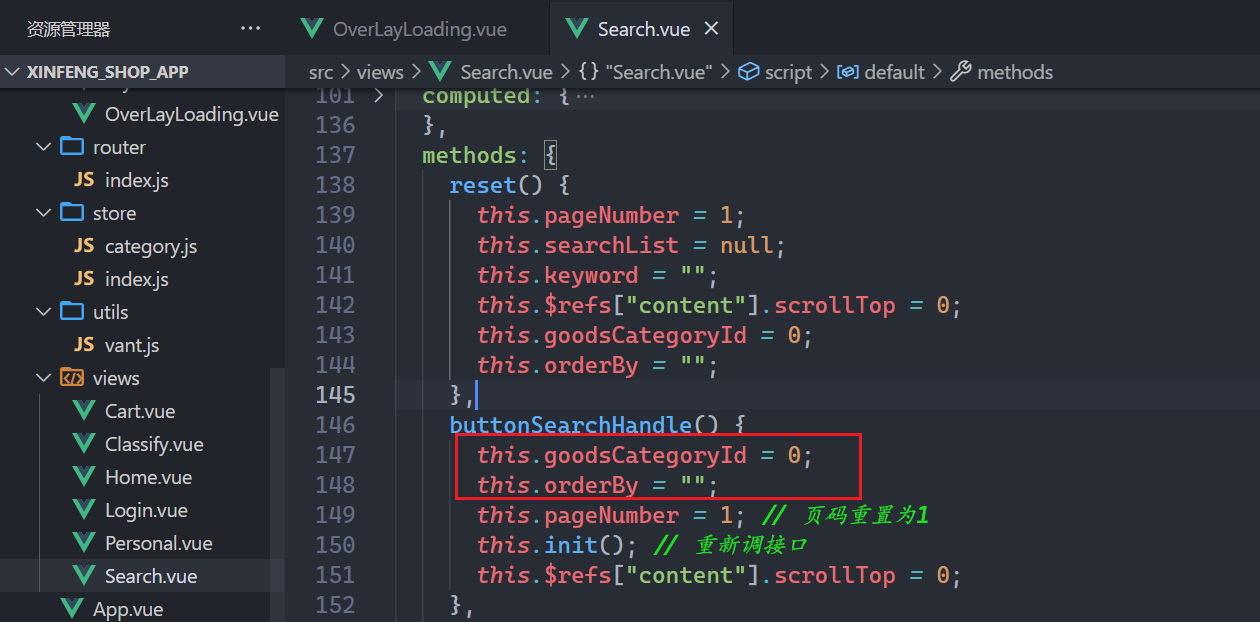 资源管理器 ··· OverLayLoading.vue Search.vue
XINFENG_SHOP_APP src > views > Search.vue > {} "Search.vue" > script > default > methods
OverLayLoading.vue
router
JS index.js
store
JS category.js
JS index.js
utils
JS vant.js
views
Cart.vue
Classify.vue
Home.vue
Login.vue
Personal.vue
Search.vue
App.vue
101 computed: {···
136 },
137 methods: {
138 reset() {
139 this.pageNumber = 1;
140 this.searchList = null;
141 this.keyword = "";
142 this.$refs["content"].scrollTop = 0;
143 this.goodsCategoryId = 0;
144 this.orderBy = "";
145 },
146 buttonSearchHandle() {
147 this.goodsCategoryId = 0;
148 this.orderBy = "";
149 this.pageNumber = 1; // 页码重置为1
150 this.init(); // 重新调接口
151 this.$refs["content"].scrollTop = 0;
152 },